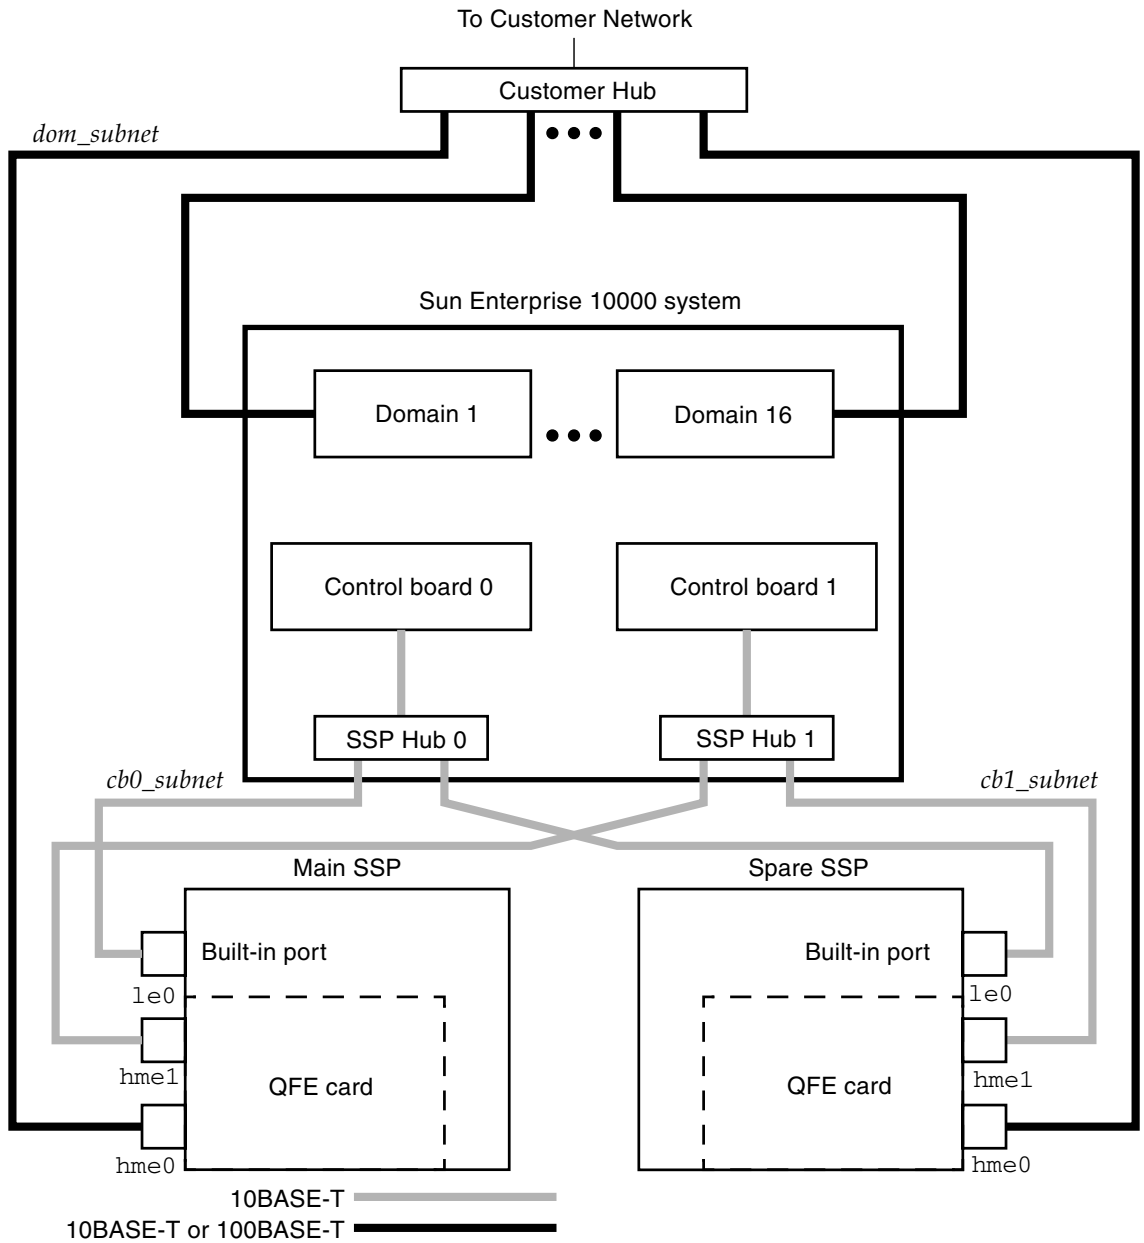 To Customer Network
Customer Hub
dom_subnet
Sun Enterprise 10000 system
Domain 1
Domain 16
Control board 0
Control board 1
SSP Hub 0
SSP Hub 1
cb0_subnet
cb1_subnet
Main SSP
Spare SSP
Built-in port
Built-in port
le0
le0
hme1
QFE card
QFE card
hme1
hme0
hme0
10BASE-T
10BASE-T or 100BASE-T